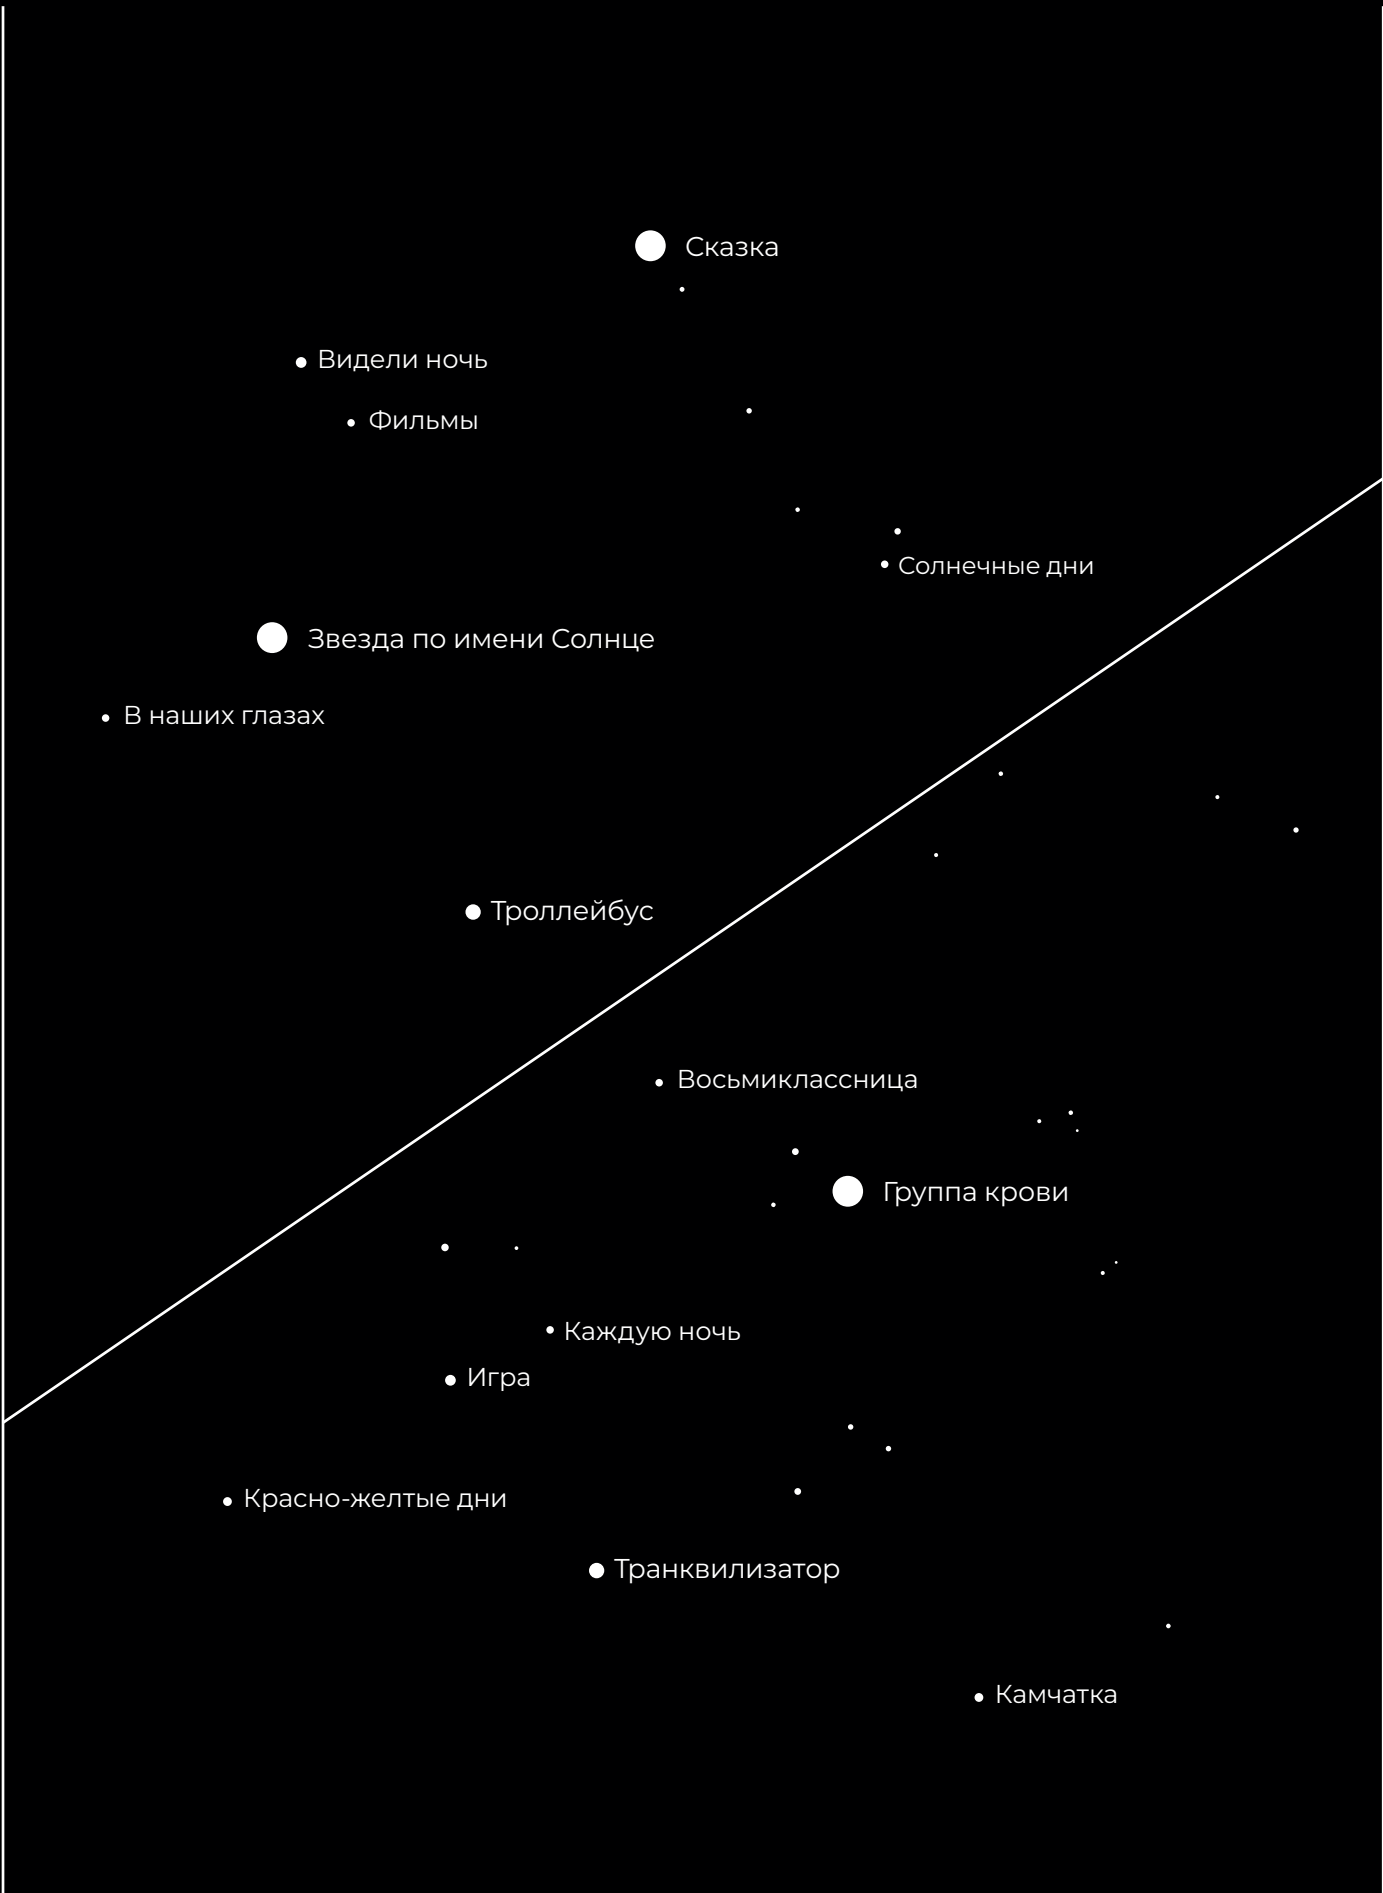 Сказка
Видели ночь
Фильмы
Солнечные дни
Звезда по имени Солнце
В наших глазах
Троллейбус
Восьмиклассница
Группа крови
Каждую ночь
Игра
Красно-желтые дни
Транквилизатор
Камчатка